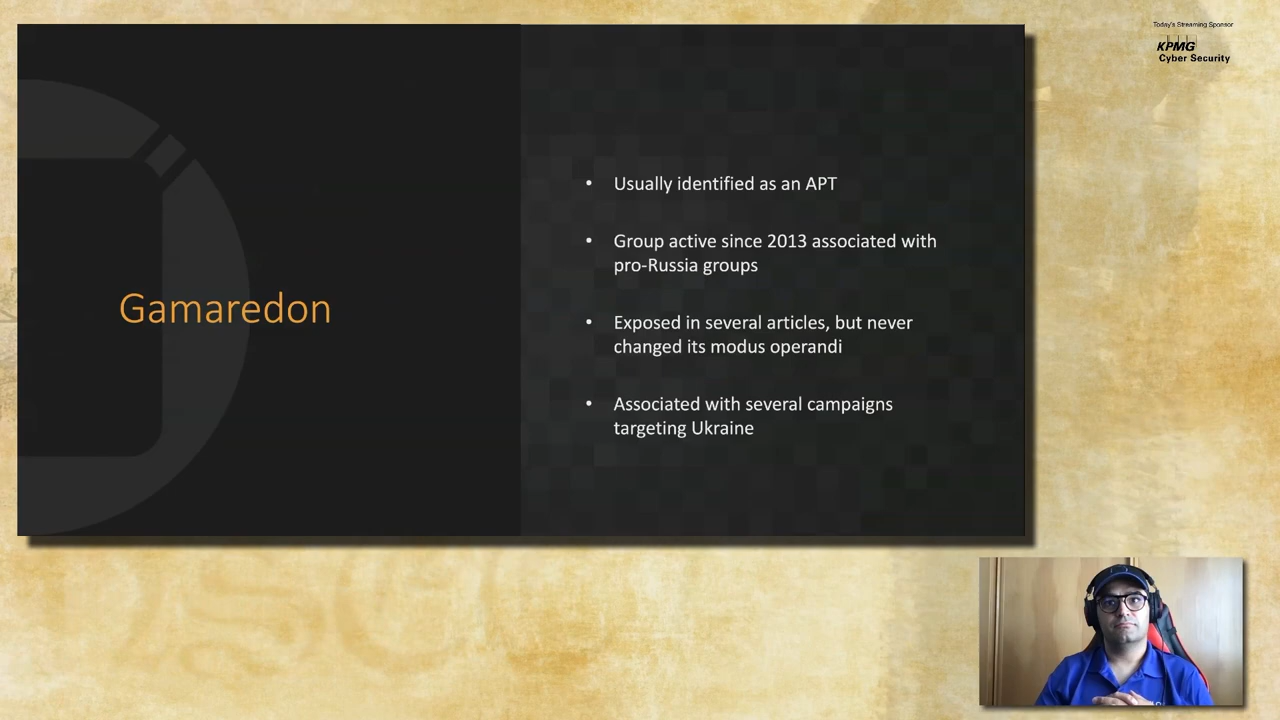 Today's Streaming Sponsor
KPMG
Cyber Security
• Usually identified as an APT
• Group active since 2013 associated with
pro-Russia groups
Gamaredon
• Exposed in several articles, but never
changed its modus operandi
• Associated with several campaigns
targeting Ukraine